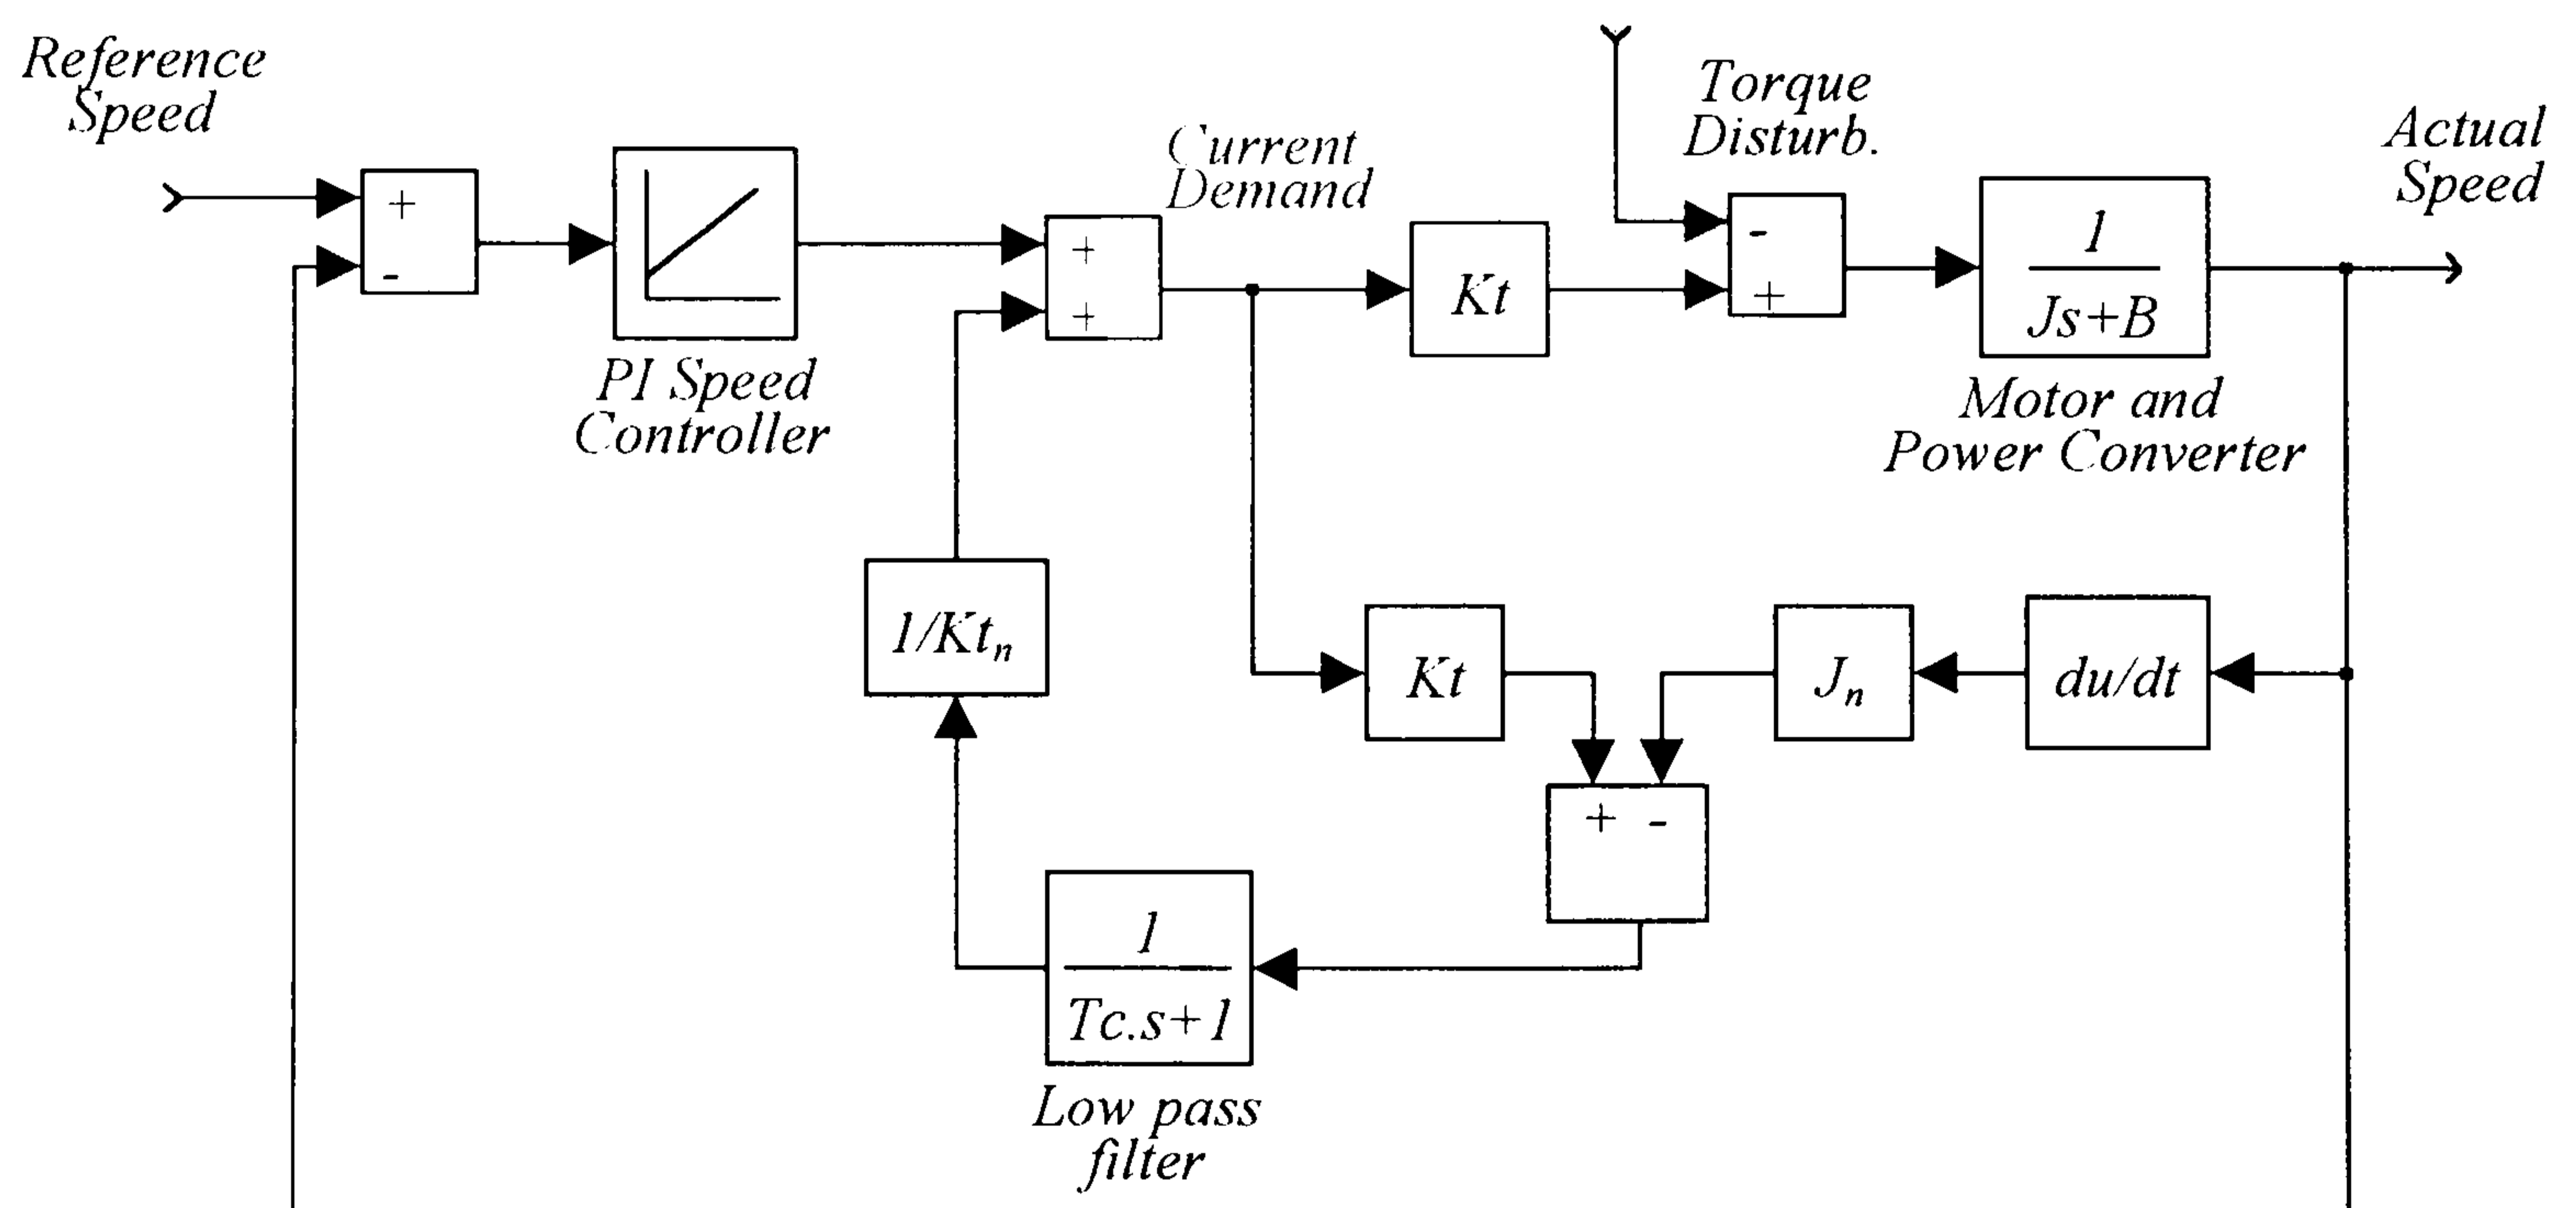 Reference
Speed
+
-
PI Speed
Controller
+
+
Current
Demand
Kt
Torque
Disturb.
-
+
1
Js+B
Motor and
Power Converter
Actual
Speed
1/Ktn
Kt
Jn
du/dt
+ -
1
Tc.s+1
Low pass
filter